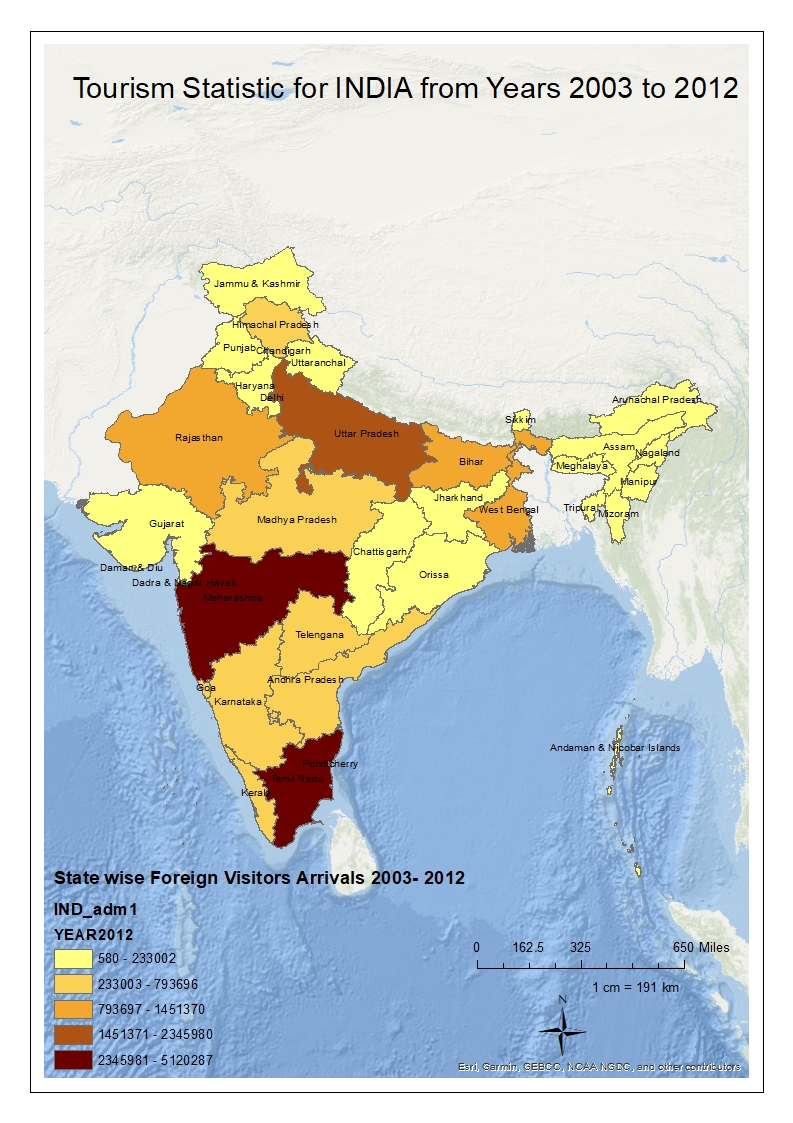 Tourism Statistic for INDIA from Years 2003 to 2012
Jammu & Kashmir
Himachal Pradesh
Punjab
Chandigarh
Uttaranchal
Haryana
Delhi
Aruhachal Pradesh
Sikkim
Rajasthan
Uttar Pradesh
Assam
Nagaland
Bihar
Meghalaya
Manipur
Jharkhand
Tripura
Mizoram
West Bengal
Gujarat
Madhya Pradesh
Chattisgarh
Daman & Diu
Orissa
Dadra & Nagar Haveli
Maharashtra
Telengana
Andhra Pradesh
Goa
Karnataka
Andaman & Nicobar Islands
Pondicherry
Tamil Nadu
Kerala
State wise Foreign Visitors Arrivals 2003- 2012
IND_adm1
YEAR2012
580 - 233002
233003 - 793696
793697 - 1451370
1451371 - 2345980
2345981 - 5120287
0 162.5 325 650 Miles
1 cm = 191 km
N
Esri, Garmin, GEBCO, NOAA NGDC, and other contributors